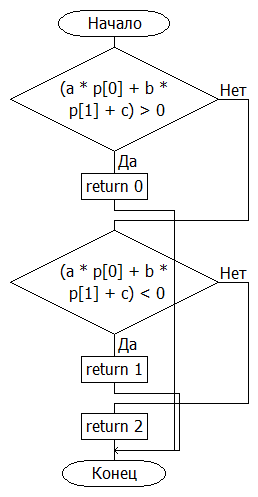 Начало
(a * p[0] + b *
p[1] + c) > 0
Нет
Да
return 0
(a * p[0] + b *
p[1] + c) < 0
Нет
Да
return 1
return 2
Конец